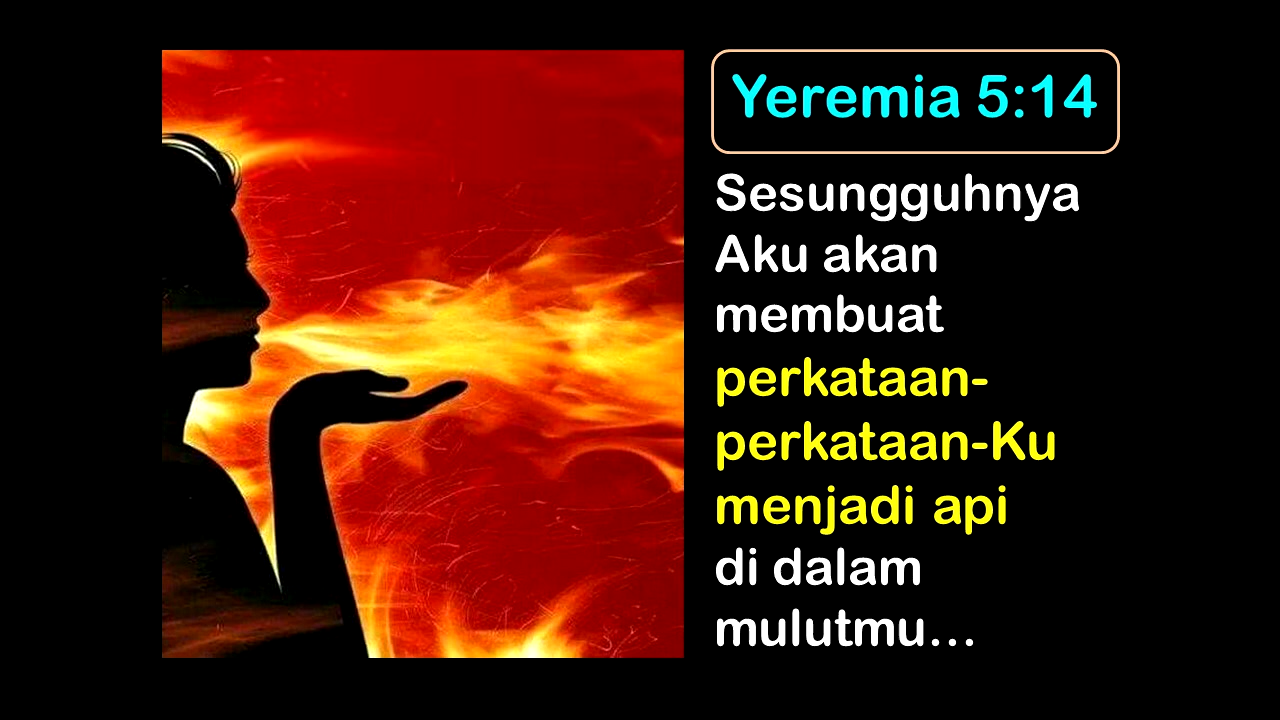 Yeremia 5:14
Sesungguhnya
Aku akan
membuat
perkataan-
perkataan-Ku
menjadi api
di dalam
mulutmu…